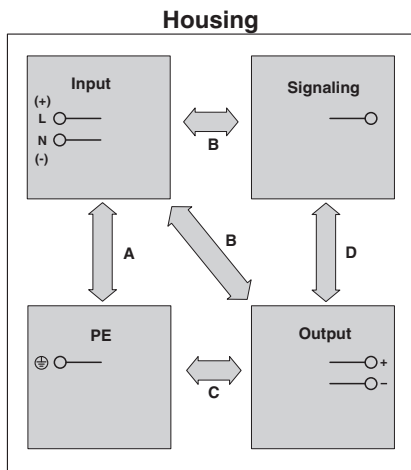 Housing
Input
(+)
L
N
(-)
Signaling
B
A
B
D
PE
Output
+
–
C